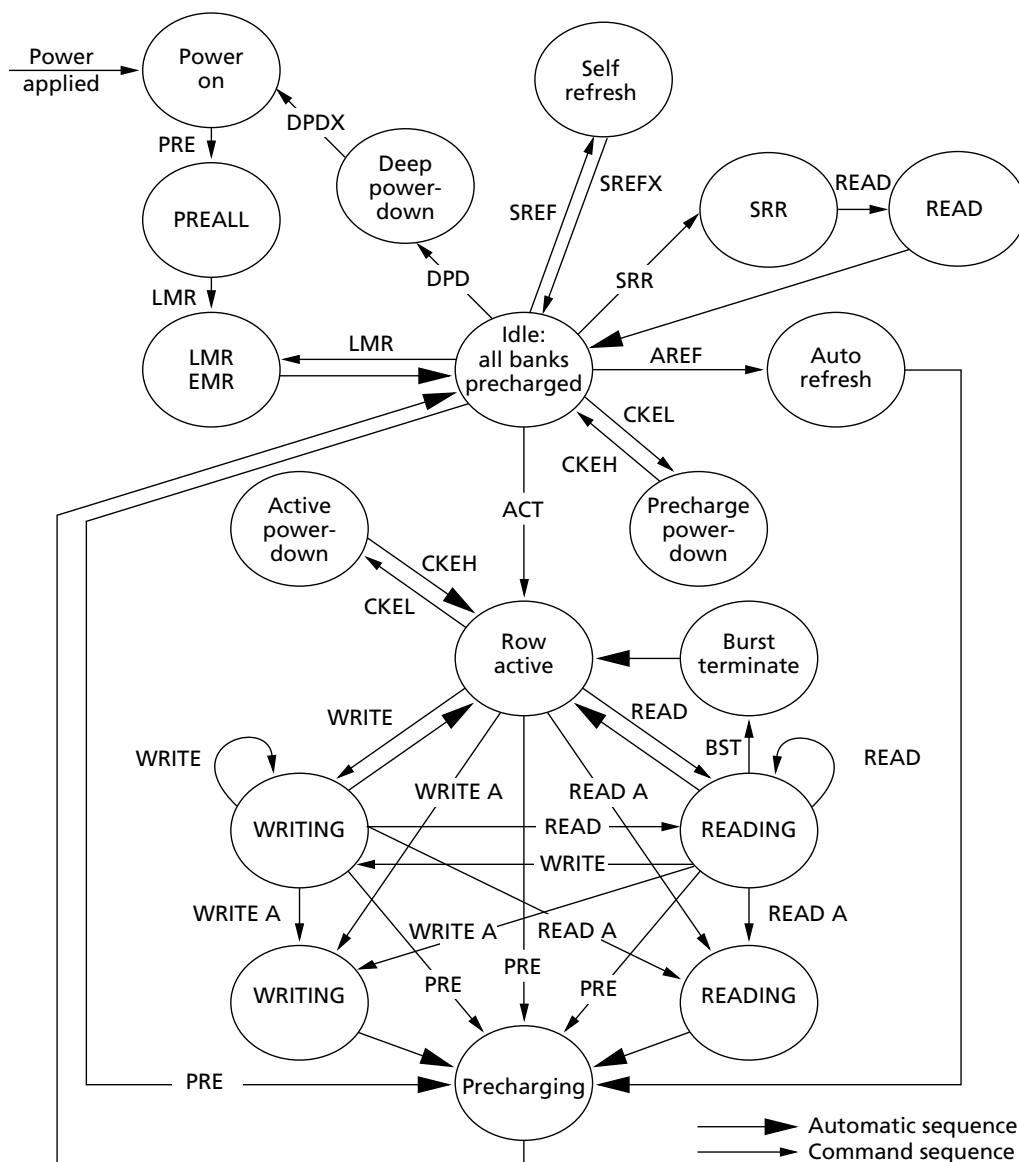 Power
applied
Power
on
Self
refresh
DPDX
PRE
Deep
power-
down
SREFX
READ
SRR
READ
PREALL
SREF
SRR
DPD
LMR
LMR
EMR
LMR
Idle:
all banks
precharged
AREF
Auto
refresh
CKEL
CKEH
ACT
Active
power-
down
Precharge
power-
down
CKEH
CKEL
Row
active
Burst
terminate
WRITE
READ
WRITE
BST
READ
WRITE A
READ A
WRITING
READ
READING
WRITE
WRITE A
WRITE A
READ A
READ A
WRITING
PRE
PRE
PRE
READING
PRE
Precharging
Automatic sequence
Command sequence